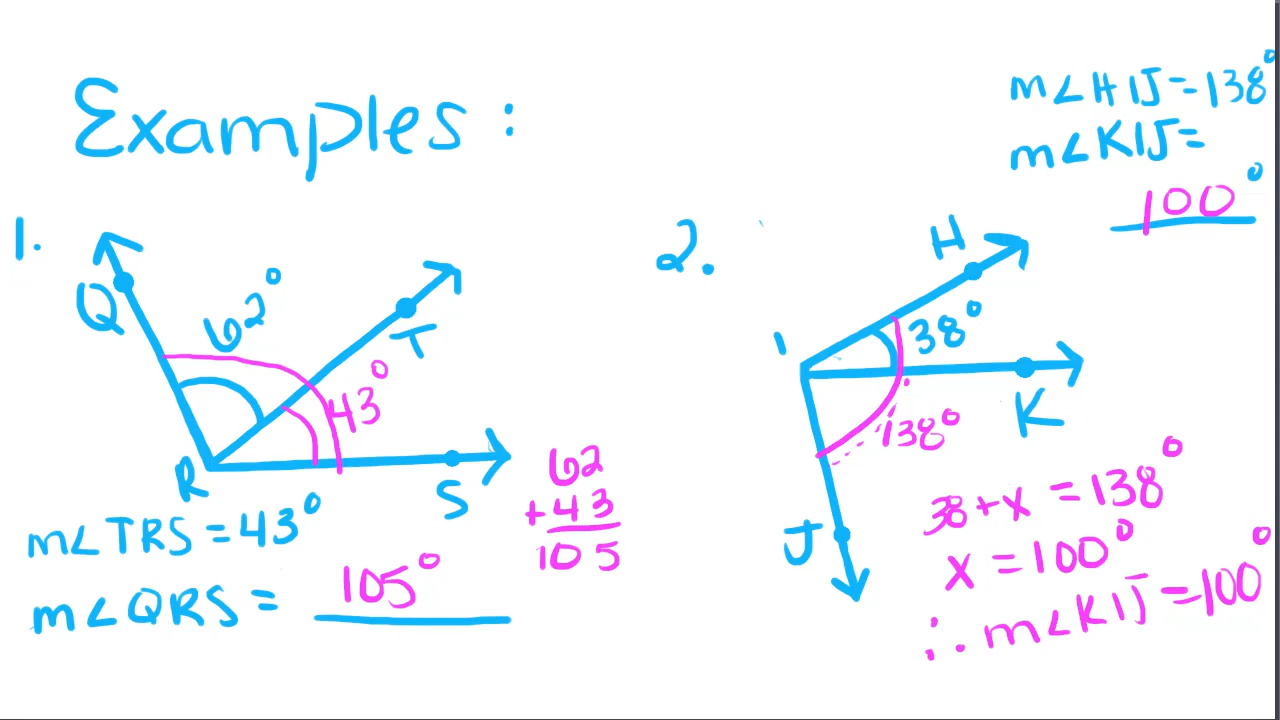 Examples:
1.
Q
62°
T
43°
R
S
m∠TRS = 43°
m∠QRS = 105°
62
+43
105
m∠HIJ = 138°
m∠KIJ =
100°
2.
H
I
38°
K
138°
J
38 + x = 138°
x = 100°
∴ m∠KIJ = 100°